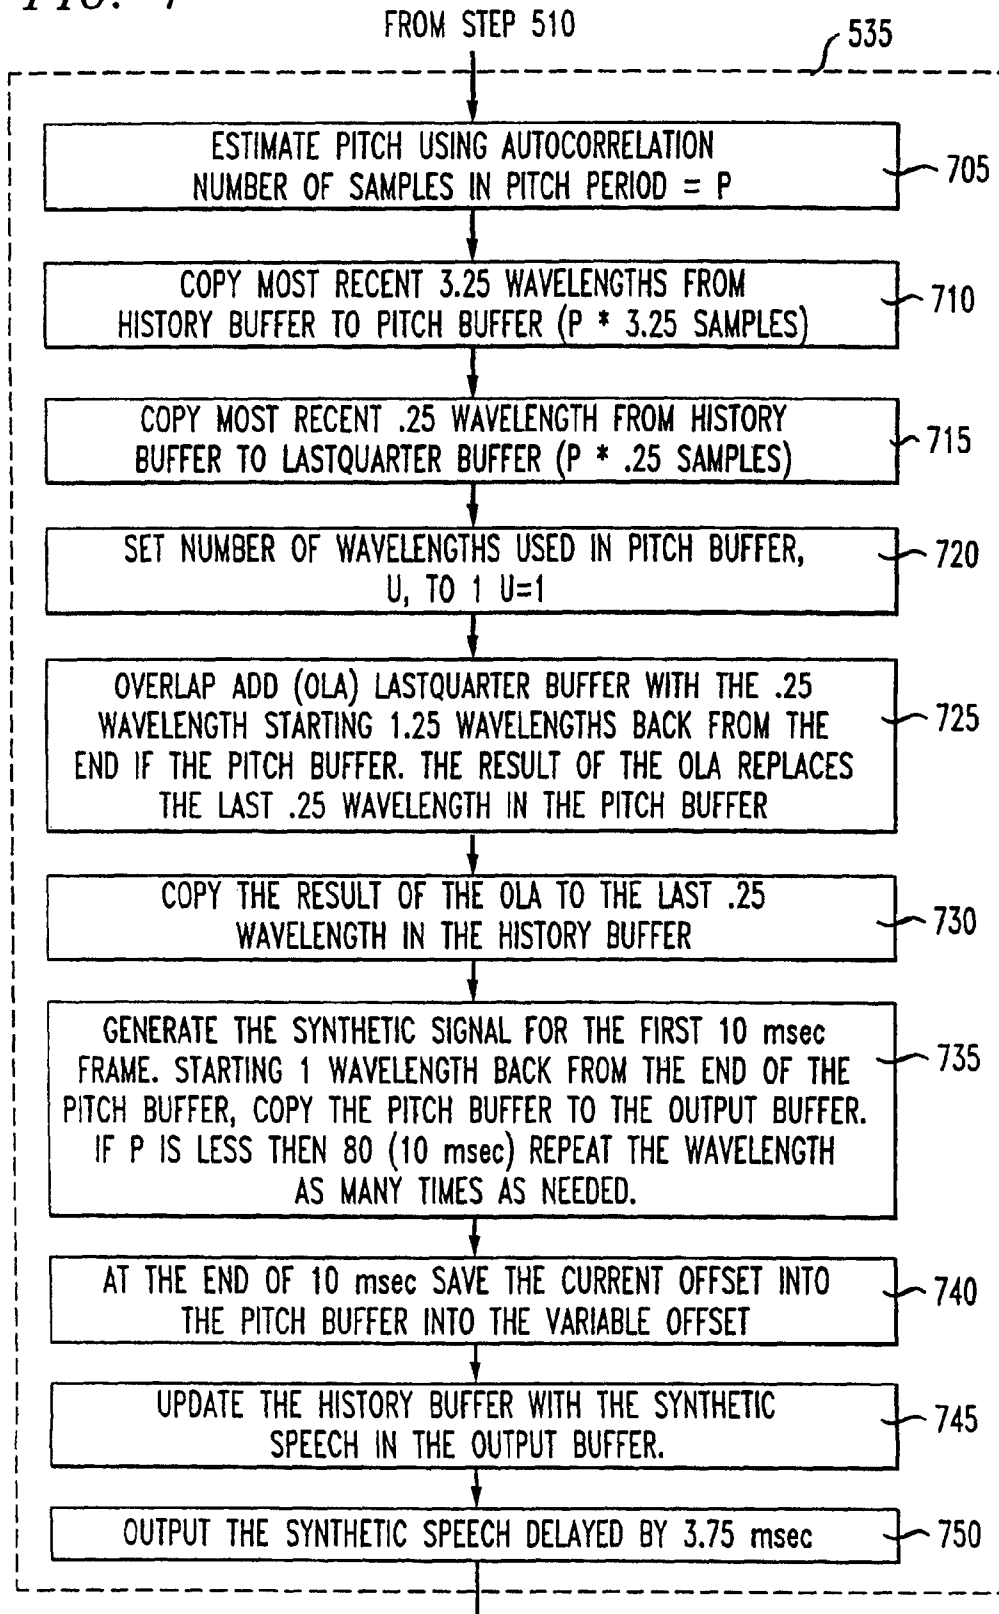 FROM STEP 510
535
ESTIMATE PITCH USING AUTOCORRELATION
NUMBER OF SAMPLES IN PITCH PERIOD = P
705
COPY MOST RECENT 3.25 WAVELENGTHS FROM
HISTORY BUFFER TO PITCH BUFFER (P * 3.25 SAMPLES)
710
COPY MOST RECENT .25 WAVELENGTH FROM HISTORY
BUFFER TO LASTQUARTER BUFFER (P * .25 SAMPLES)
715
SET NUMBER OF WAVELENGTHS USED IN PITCH BUFFER,
U, TO 1 U=1
720
OVERLAP ADD (OLA) LASTQUARTER BUFFER WITH THE .25
WAVELENGTH STARTING 1.25 WAVELENGTHS BACK FROM THE
END IF THE PITCH BUFFER. THE RESULT OF THE OLA REPLACES
THE LAST .25 WAVELENGTH IN THE PITCH BUFFER
725
COPY THE RESULT OF THE OLA TO THE LAST .25
WAVELENGTH IN THE HISTORY BUFFER
730
GENERATE THE SYNTHETIC SIGNAL FOR THE FIRST 10 msec
FRAME. STARTING 1 WAVELENGTH BACK FROM THE END OF THE
PITCH BUFFER, COPY THE PITCH BUFFER TO THE OUTPUT BUFFER.
IF P IS LESS THEN 80 (10 msec) REPEAT THE WAVELENGTH
AS MANY TIMES AS NEEDED.
735
AT THE END OF 10 msec SAVE THE CURRENT OFFSET INTO
THE PITCH BUFFER INTO THE VARIABLE OFFSET
740
UPDATE THE HISTORY BUFFER WITH THE SYNTHETIC
SPEECH IN THE OUTPUT BUFFER.
745
OUTPUT THE SYNTHETIC SPEECH DELAYED BY 3.75 msec
750